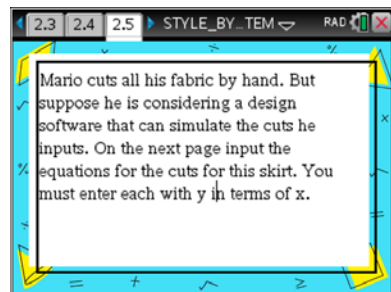 2.3 2.4 2.5 STYLE_BY…TEM RAD
Mario cuts all his fabric by hand. But
suppose he is considering a design
software that can simulate the cuts he
inputs. On the next page input the
equations for the cuts for this skirt. You
must enter each with y in terms of x.